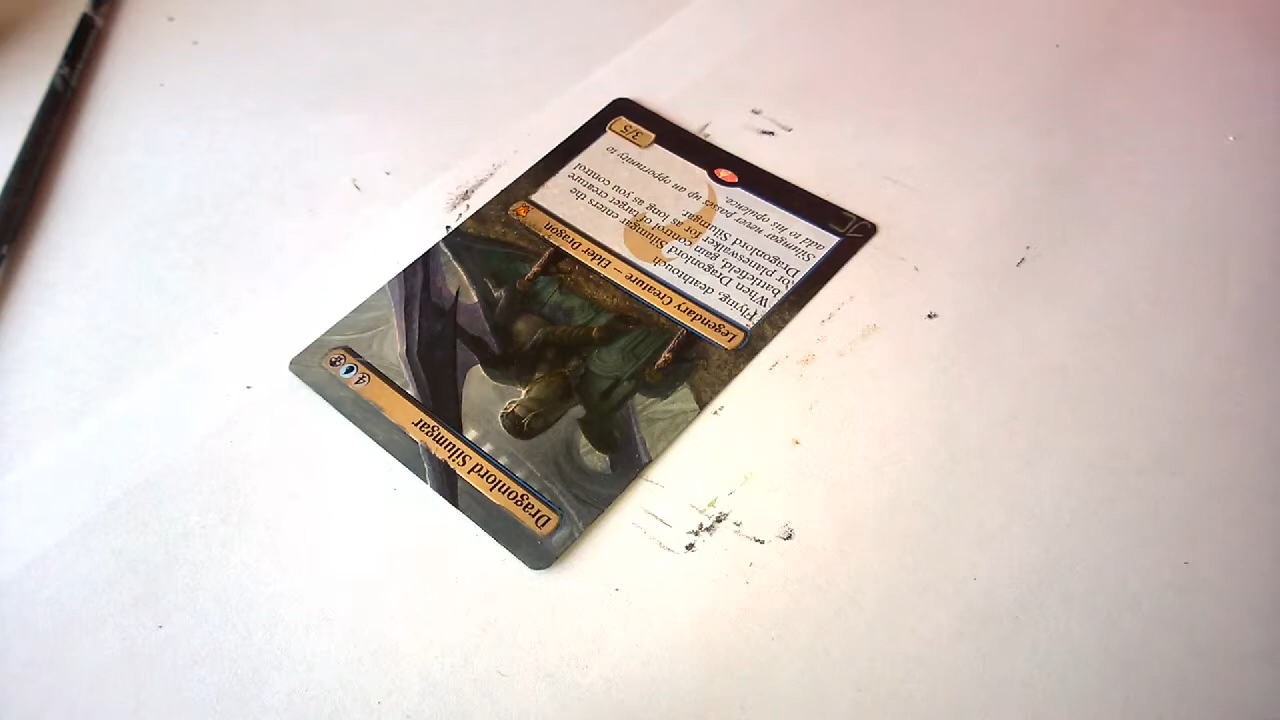 Dragonlord Silumgar
4
Legendary Creature — Elder Dragon
Flying, deathtouch
When Dragonlord Silumgar enters the
battlefield, gain control of target creature
or planeswalker for as long as you control
Dragonlord Silumgar.
Silumgar never passes up an opportunity to
add to his opulence.
3/5
JC